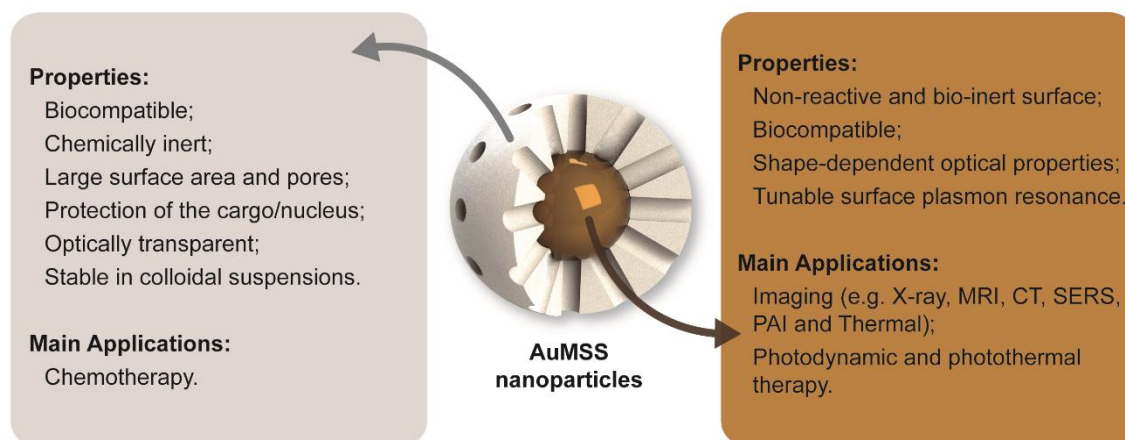 Properties:
Biocompatible;
Chemically inert;
Large surface area and pores;
Protection of the cargo/nucleus;
Optically transparent;
Stable in colloidal suspensions.
Main Applications:
Chemotherapy.
AuMSS
nanoparticles
Properties:
Non-reactive and bio-inert surface;
Biocompatible;
Shape-dependent optical properties;
Tunable surface plasmon resonance.
Main Applications:
Imaging (e.g. X-ray, MRI, CT, SERS,
PAI and Thermal);
Photodynamic and photothermal
therapy.